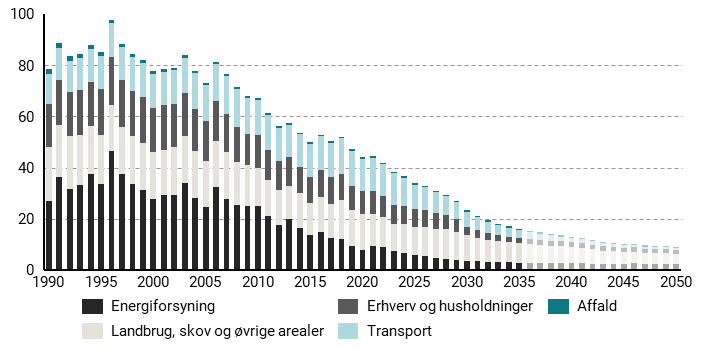 100
80
60
40
20
0
1990 1995 2000 2005 2010 2015 2020 2025 2030 2035 2040 2045 2050
Energiforsyning Erhverv og husholdninger Affald
Landbrug, skov og øvrige arealer Transport